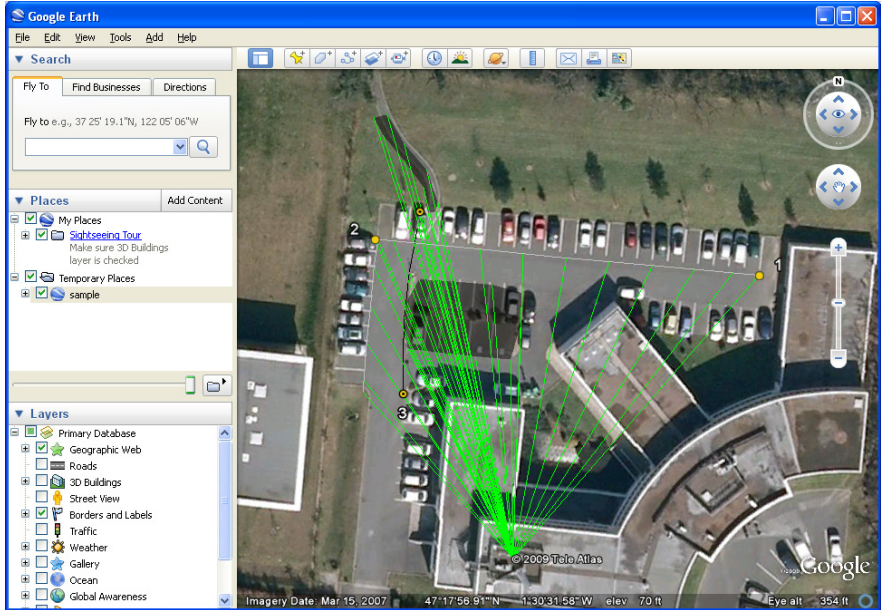 Google Earth
File Edit View Tools Add Help
Search
Fly To Find Businesses Directions
Fly to e.g., 37 25' 19.1"N, 122 05' 06"W
Places Add Content
My Places
Sightseeing Tour
Make sure 3D Buildings
layer is checked
Temporary Places
sample
Layers
Primary Database
Geographic Web
Roads
3D Buildings
Street View
Borders and Labels
Traffic
Weather
Gallery
Ocean
Global Awareness
N
2
1
3
© 2009 Tele Atlas
Google
Imagery Date: Mar 15, 2007 47°17'56.91" N 1°30'31.58" W elev 70 ft Eye alt 354 ft